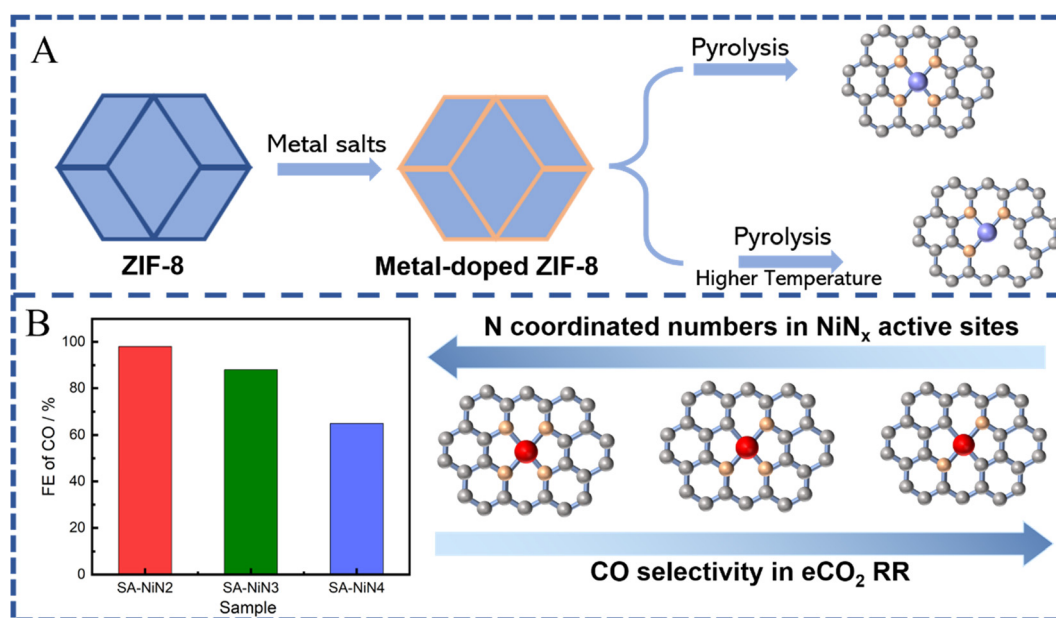 A
ZIF-8
Metal salts
Metal-doped ZIF-8
Pyrolysis
Pyrolysis
Higher Temperature
B
FE of CO / %
100
80
60
40
20
0
SA-NiN2
SA-NiN3
SA-NiN4
Sample
N coordinated numbers in NiNₓ active sites
CO selectivity in eCO₂ RR